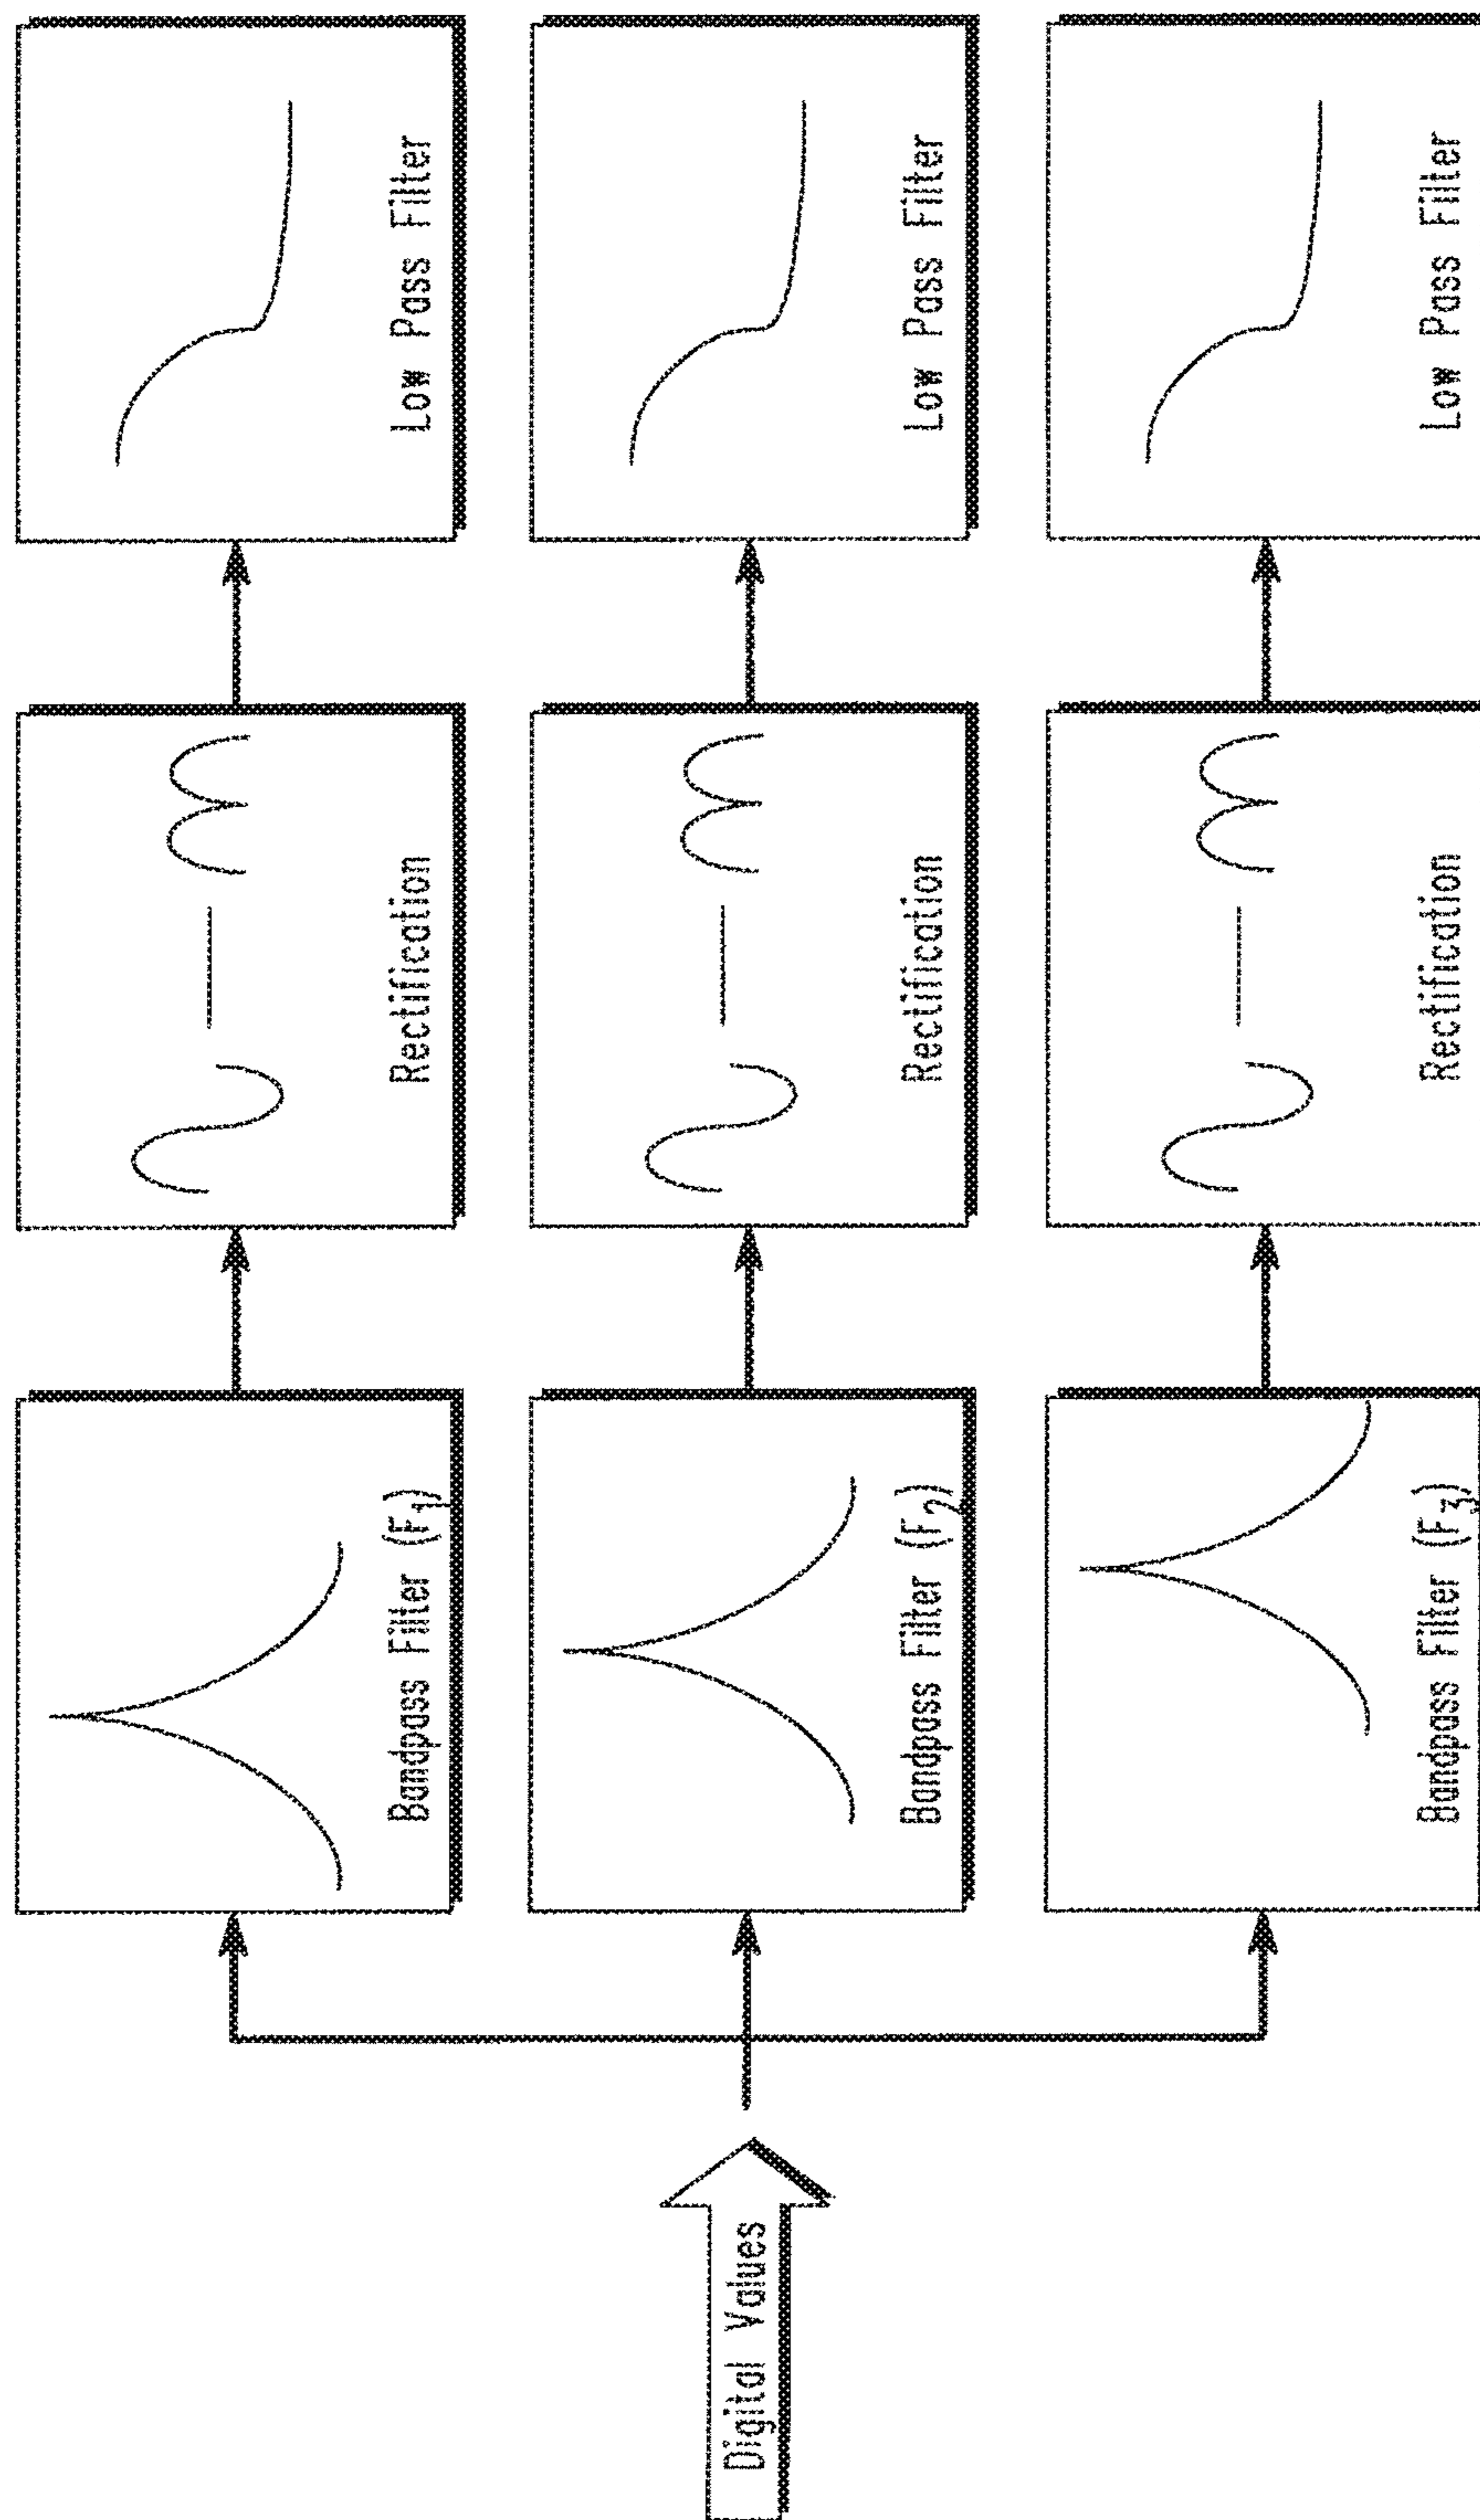 Digital Values
Bandpass Filter (F₁)
Rectification
Low Pass Filter
Bandpass Filter (F₂)
Rectification
Low Pass Filter
Bandpass Filter (F₃)
Rectification
Low Pass Filter